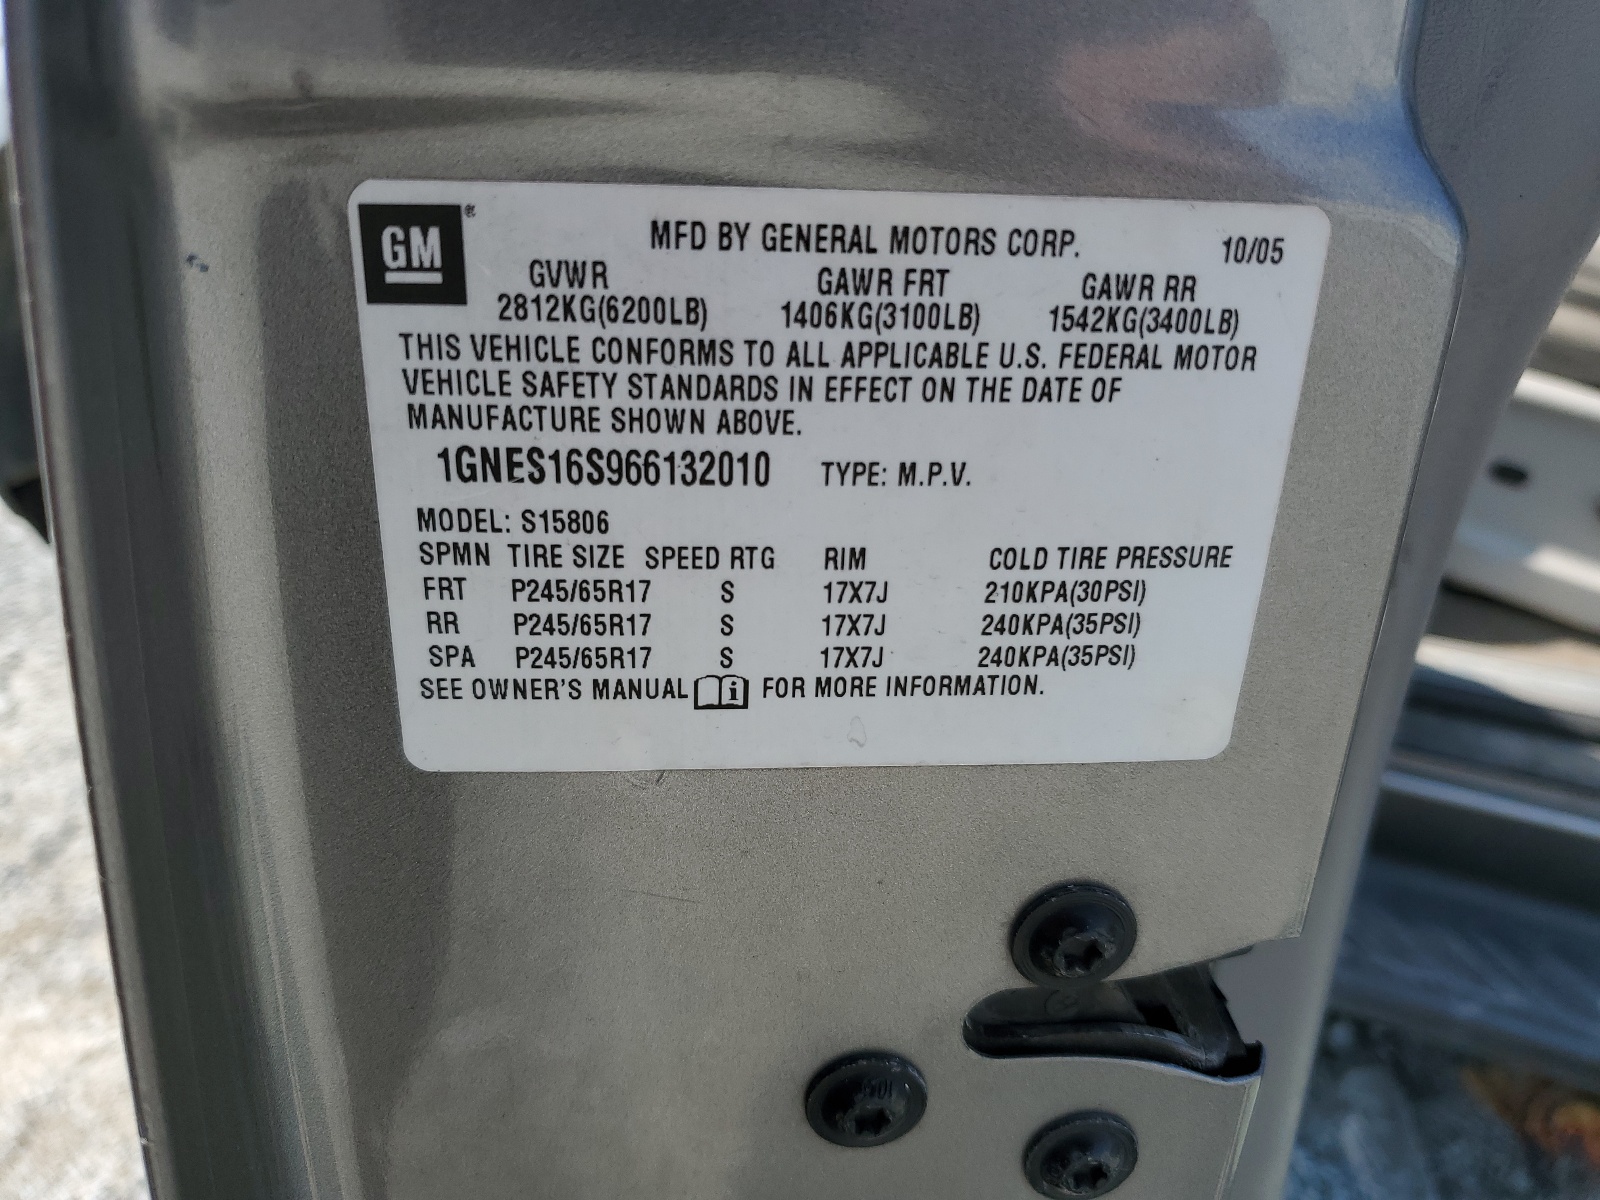 GM ®
MFD BY GENERAL MOTORS CORP. 10/05
GVWR GAWR FRT GAWR RR
2812KG(6200LB) 1406KG(3100LB) 1542KG(3400LB)
THIS VEHICLE CONFORMS TO ALL APPLICABLE U.S. FEDERAL MOTOR
VEHICLE SAFETY STANDARDS IN EFFECT ON THE DATE OF
MANUFACTURE SHOWN ABOVE.
1GNES16S966132010 TYPE: M.P.V.
MODEL: S15806
SPMN TIRE SIZE SPEED RTG RIM COLD TIRE PRESSURE
FRT P245/65R17 S 17X7J 210KPA(30PSI)
RR P245/65R17 S 17X7J 240KPA(35PSI)
SPA P245/65R17 S 17X7J 240KPA(35PSI)
SEE OWNER'S MANUAL i FOR MORE INFORMATION.